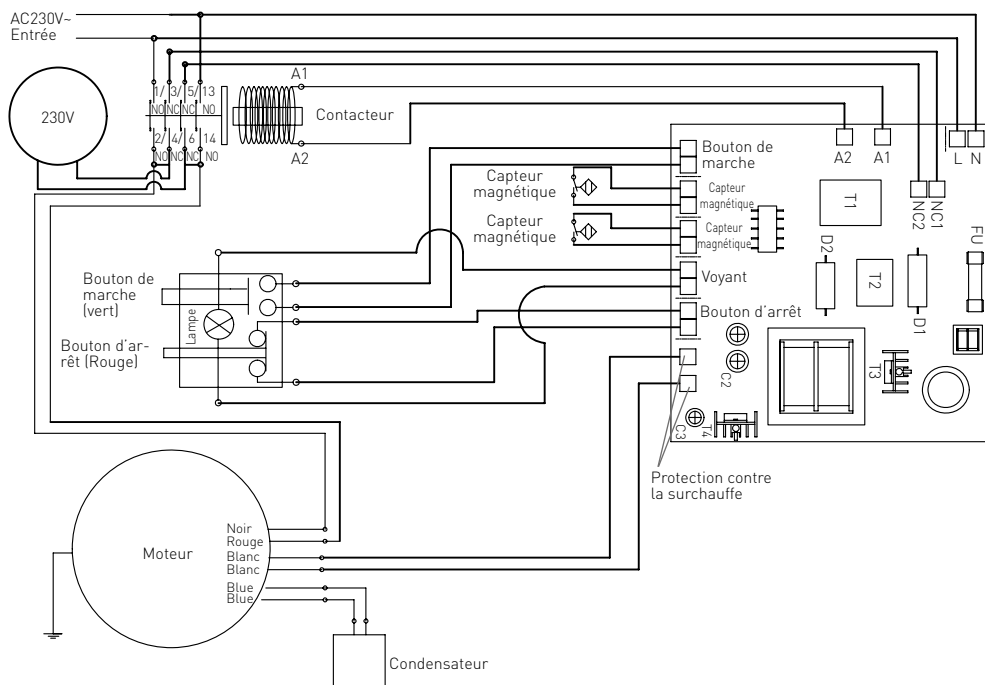 AC230V~
Entrée
230V
1/ 3/ 5/ 13
NO NC NC NO
2/ 4/ 6 14
NO NC NC NO
A1
Contacteur
A2
A2 A1
L N
NC2 NC1
FU
Bouton de
marche
Capteur
magnétique
Capteur
magnétique
Capteur
magnétique
Capteur
magnétique
T1
D2
T2
D1
Voyant
Bouton de
marche
(vert)
Lampe
Bouton d'ar-
rêt (Rouge)
Bouton d'arrêt
C2
T3
C3
T4
Protection contre
la surchauffe
Moteur
Noir
Rouge
Blanc
Blanc
Blue
Blue
Condensateur